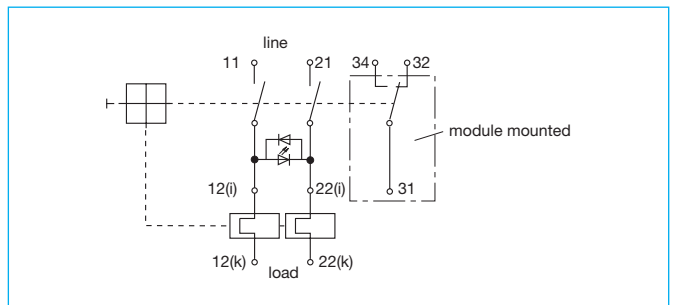 line
11 21 34 32
module mounted
12(i) 22(i) 31
12(k) 22(k)
load